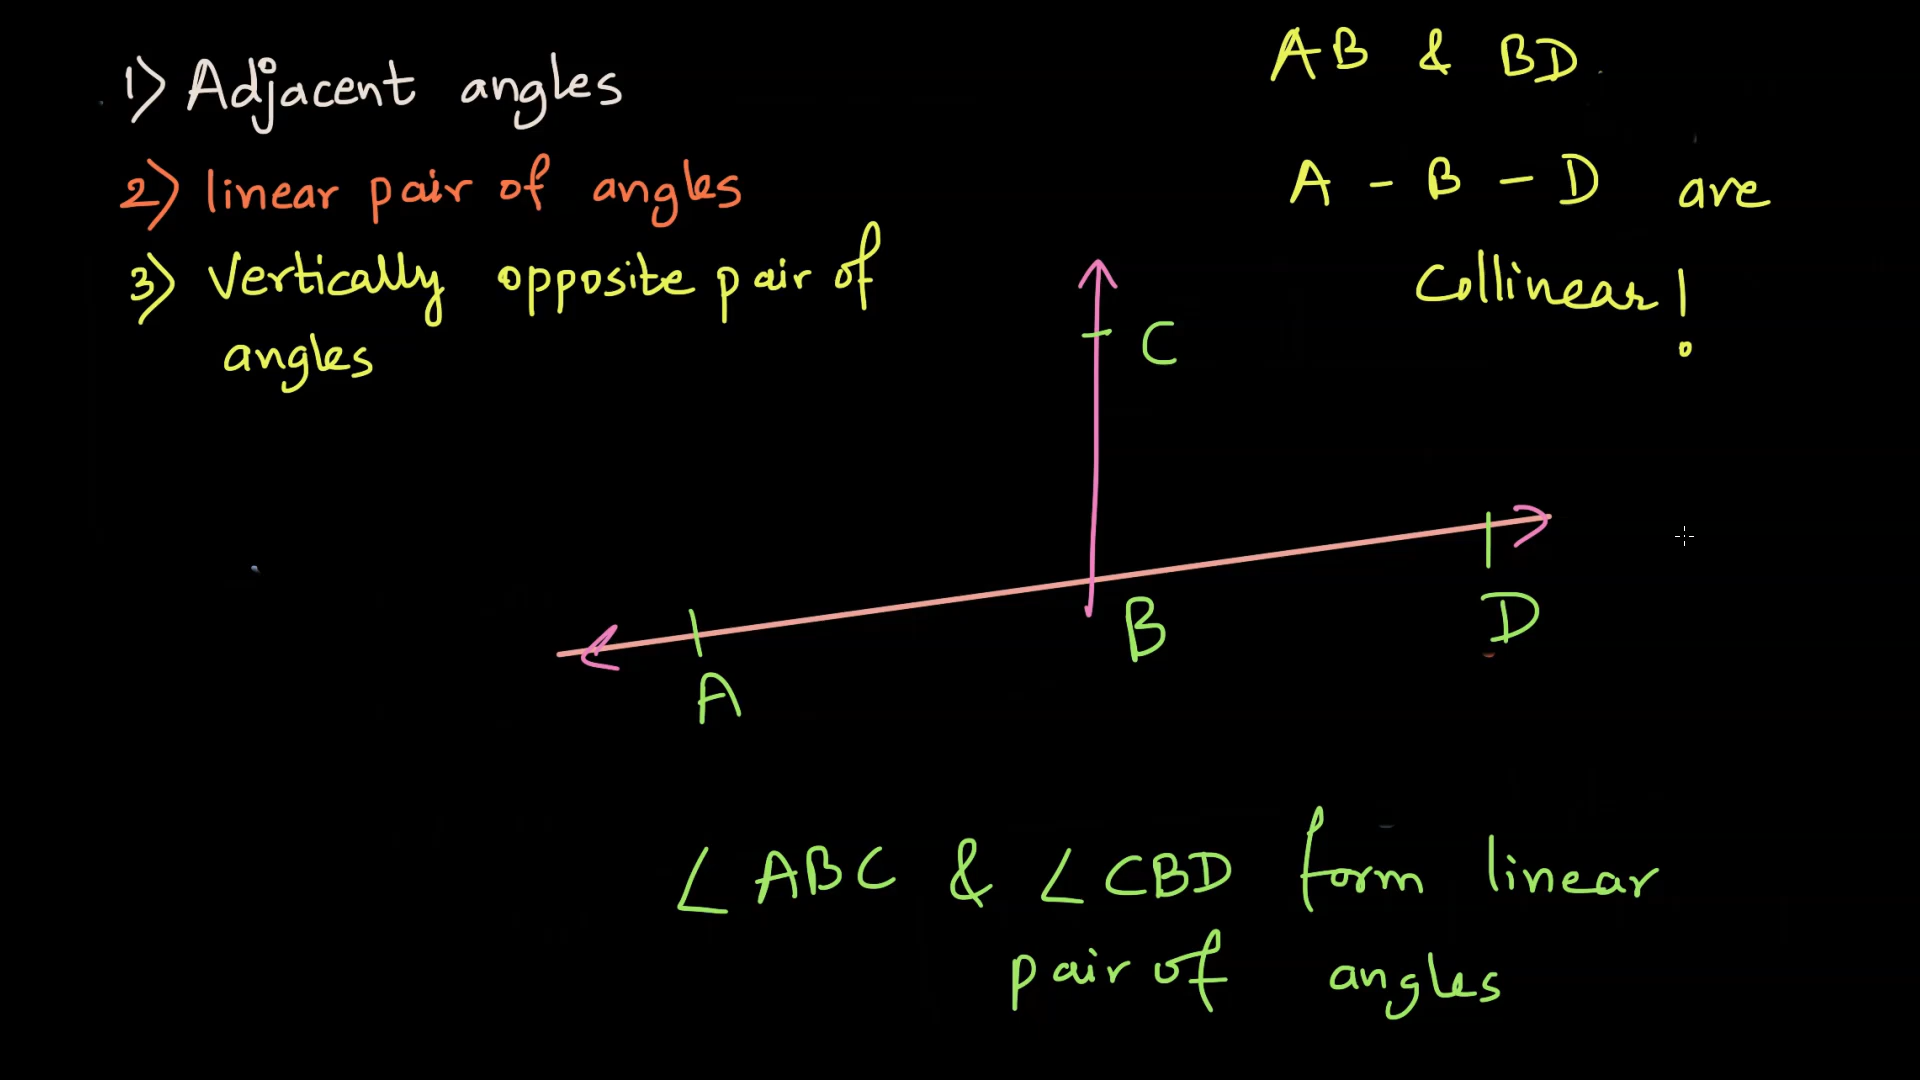 1) Adjacent angles
2) linear pair of angles
3) Vertically opposite pair of
angles
AB & BD
A - B - D are
Collinear!
C
B
D
A
∠ABC & ∠CBD form linear
pair of angles